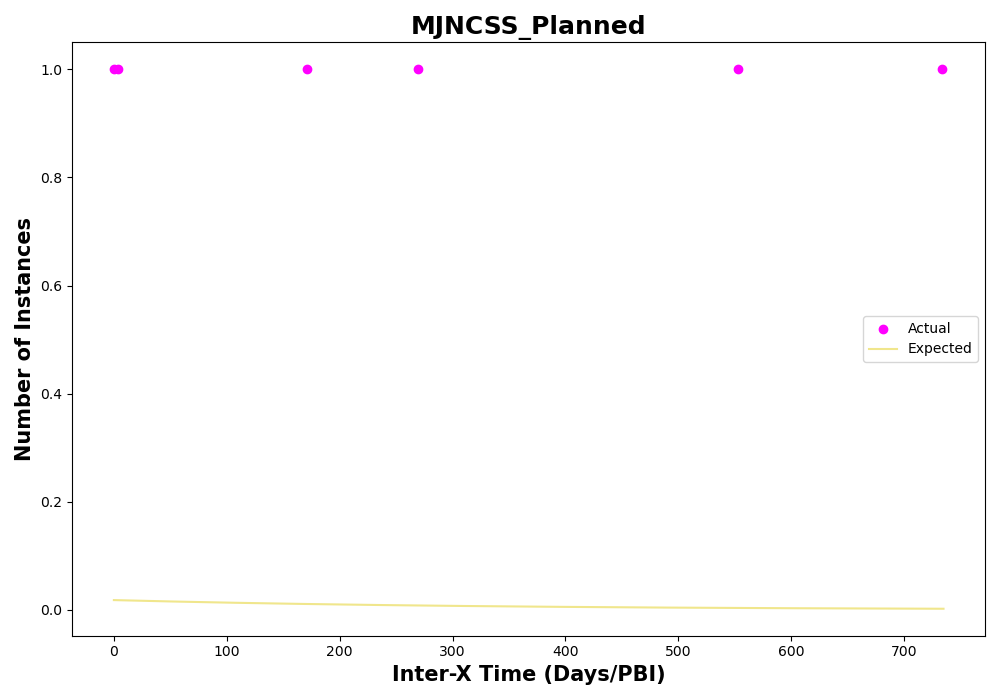 MJNCSS_Planned
Number of Instances
1.0
0.8
0.6
0.4
0.2
0.0
Actual
Expected
0 100 200 300 400 500 600 700
Inter-X Time (Days/PBI)